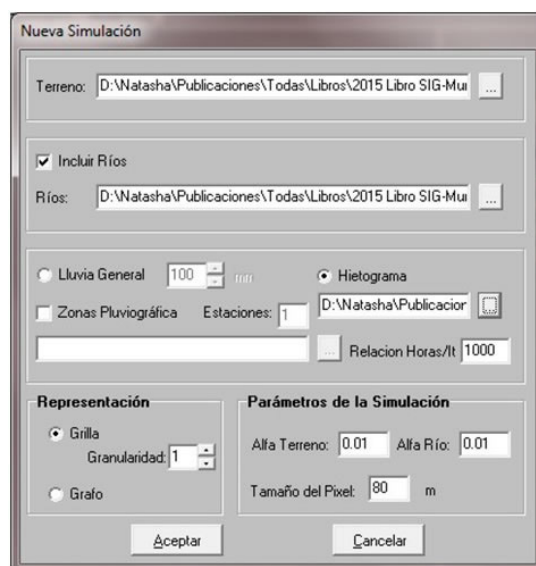 Nueva Simulación
Terreno: D:\Natasha\Publicaciones\Todas\Libros\2015 Libro SIG-Mui ...
Incluir Ríos
Ríos: D:\Natasha\Publicaciones\Todas\Libros\2015 Libro SIG-Mui ...
Lluvia General 100 mm Hietograma
Zonas Pluviográfica Estaciones: 1 D:\Natasha\Publicacior ...
... Relacion Horas/It 1000
Representación Parámetros de la Simulación
Grilla
Granularidad: 1 Alfa Terreno: 0.01 Alfa Río: 0.01
Grafo Tamaño del Pixel: 80 m
Aceptar Cancelar